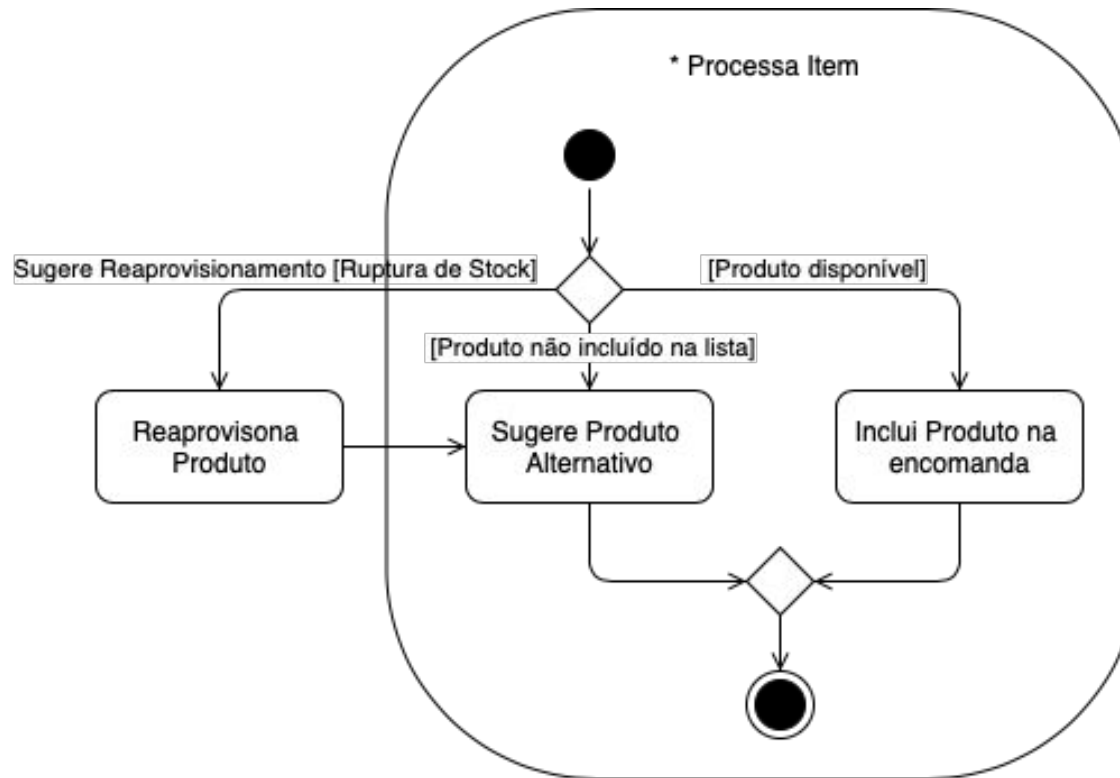 * Processa Item
Sugere Reaprovisionamento [Ruptura de Stock]
[Produto disponível]
[Produto não incluído na lista]
Reaprovisona
Produto
Sugere Produto
Alternativo
Inclui Produto na
encomanda